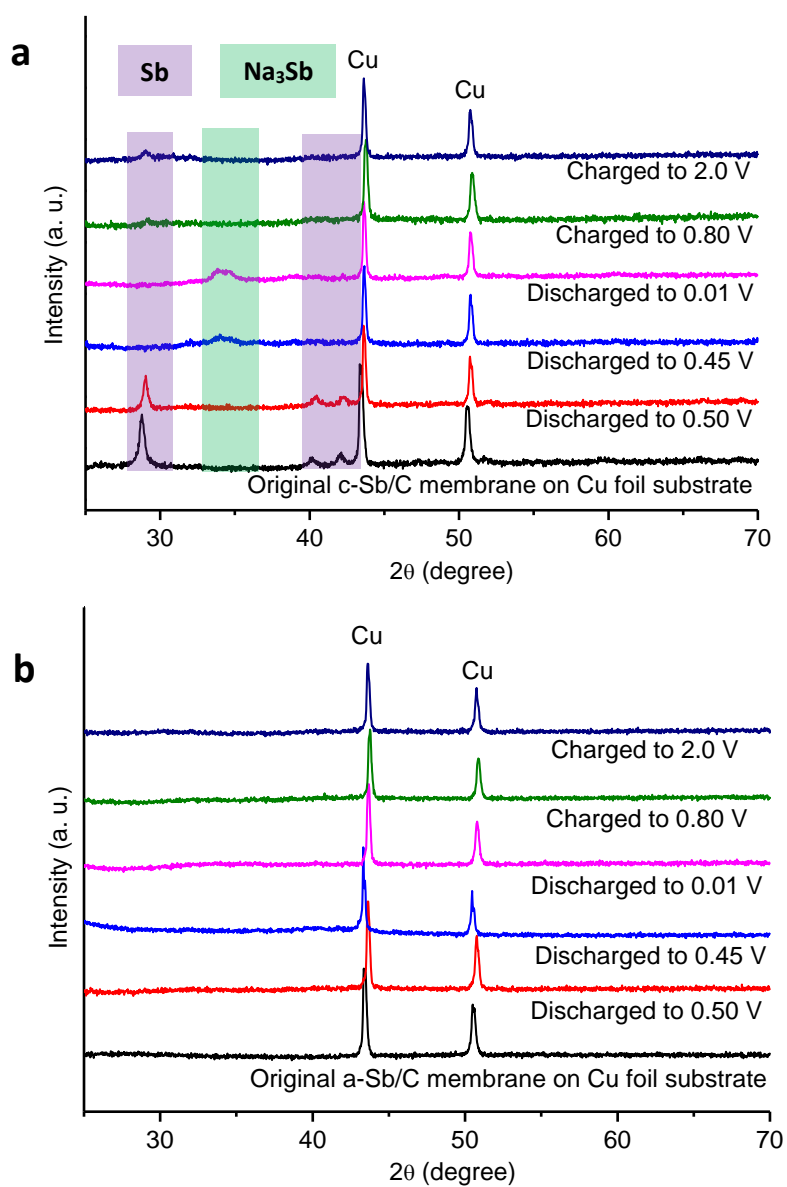 a
Sb
Na₃Sb
Cu
Cu
Charged to 2.0 V
Charged to 0.80 V
Discharged to 0.01 V
Discharged to 0.45 V
Discharged to 0.50 V
Original c-Sb/C membrane on Cu foil substrate
Intensity (a. u.)
30 40 50 60 70
2θ (degree)
b
Cu
Cu
Charged to 2.0 V
Charged to 0.80 V
Discharged to 0.01 V
Discharged to 0.45 V
Discharged to 0.50 V
Original a-Sb/C membrane on Cu foil substrate
Intensity (a. u.)
30 40 50 60 70
2θ (degree)